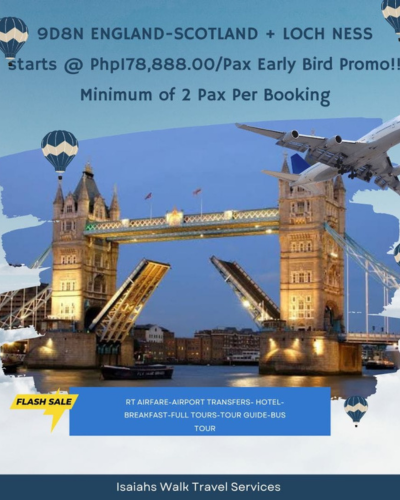 9D8N ENGLAND-SCOTLAND + LOCH NESS
starts @ Php178,888.00/Pax Early Bird Promo!!
Minimum of 2 Pax Per Booking
FLASH SALE
RT AIRFARE-AIRPORT TRANSFERS- HOTEL-
BREAKFAST-FULL TOURS-TOUR GUIDE-BUS
TOUR
Isaiahs Walk Travel Services